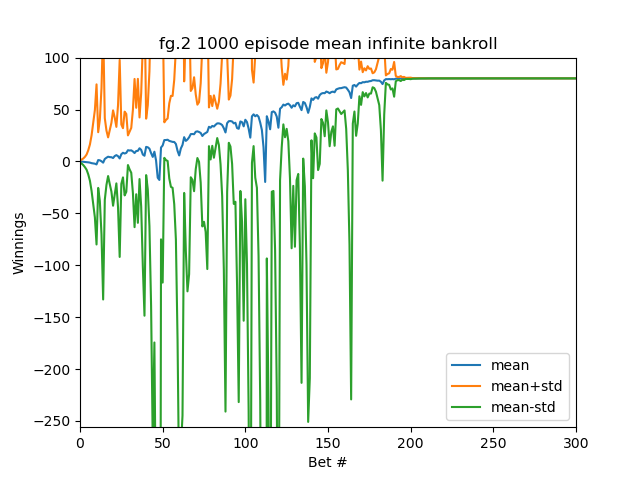 fg.2 1000 episode mean infinite bankroll
100
50
0
−50
−100
−150
−200
−250
Winnings
0
50
100
150
200
250
300
Bet #
mean
mean+std
mean-std